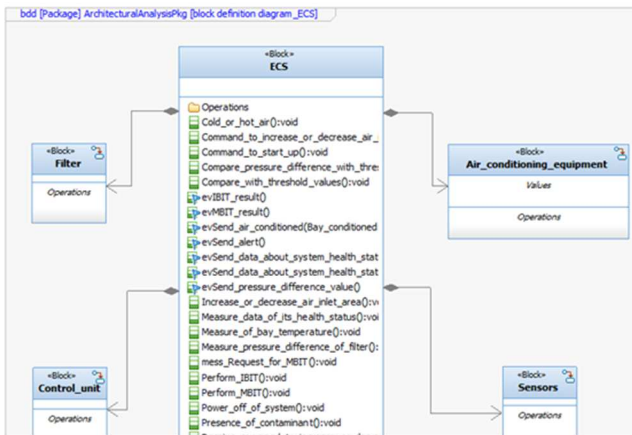 bdd [Package] ArchitecturalAnalysisPkg [block definition diagram_ECS]
«Block»
ECS
Operations
Cold_or_hot_air():void
Command_to_increase_or_decrease_air_
Command_to_start_up():void
Compare_pressure_difference_with_thre
Compare_with_threshold_values():void
evIBIT_result()
evMBIT_result()
evSend_air_conditioned(Bay_conditioned
evSend_alert()
evSend_data_about_system_health_stat
evSend_data_about_system_health_stat
evSend_pressure_difference_value()
Increase_or_decrease_air_inlet_area():v
Measure_data_of_its_health_status():voi
Measure_of_bay_temperature():void
Measure_pressure_difference_of_filter():
mess_Request_for_MBIT():void
Perform_IBIT():void
Perform_MBIT():void
Power_off_of_system():void
Presence_of_contaminant():void
«Block»
Filter
Operations
«Block»
Air_conditioning_equipment
Values
Operations
«Block»
Control_unit
Operations
«Block»
Sensors
Operations